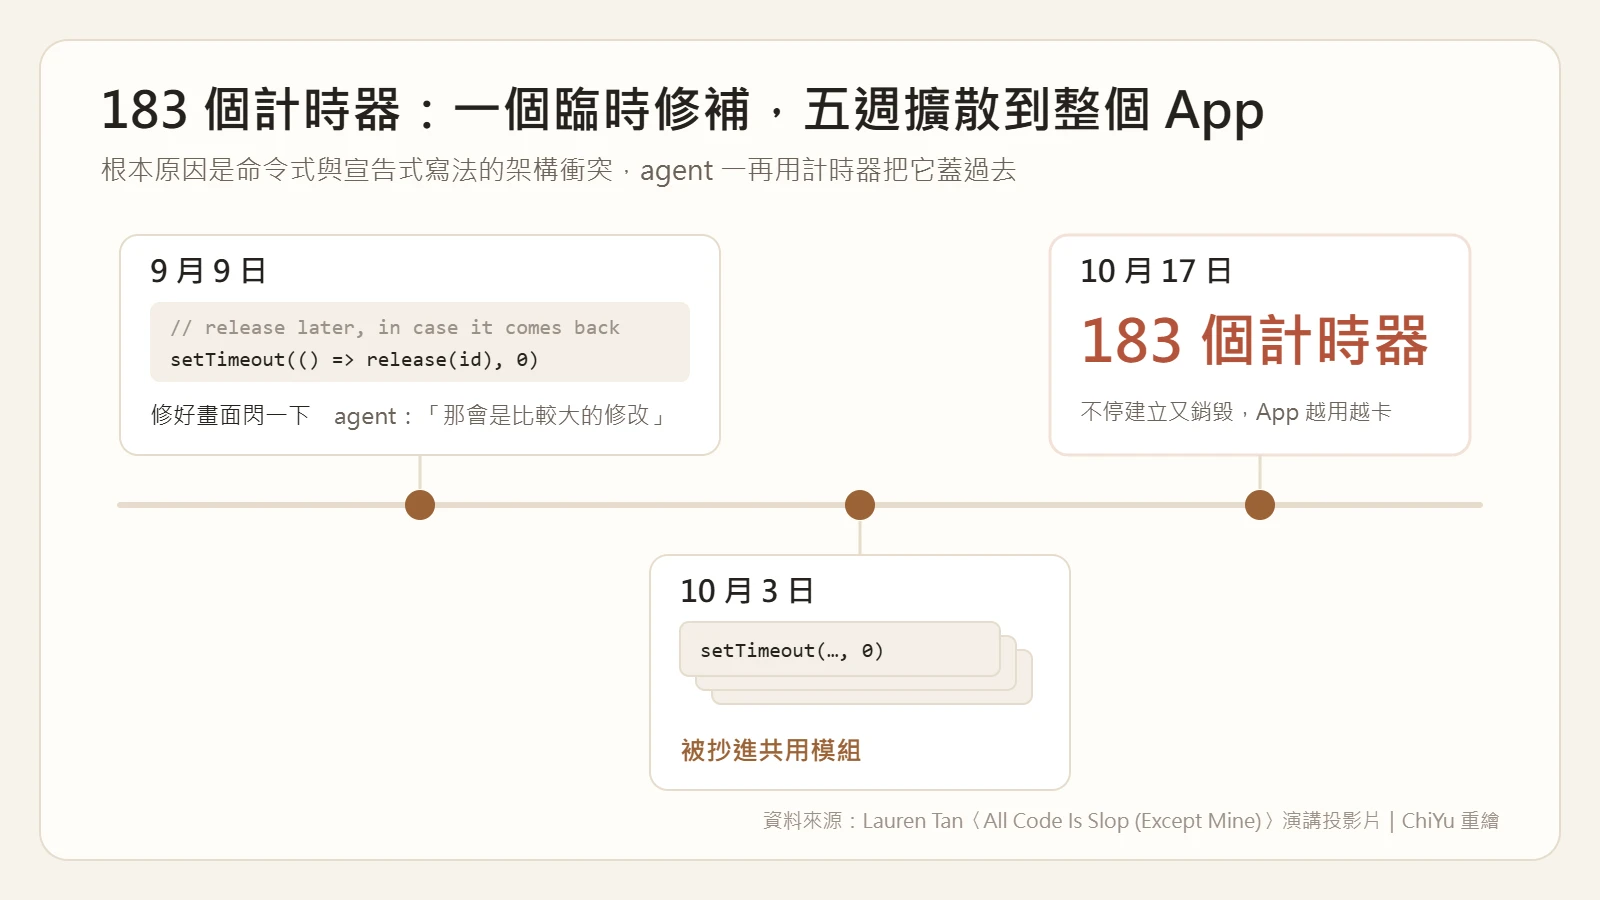 183 個計時器：一個臨時修補，五週擴散到整個 App
根本原因是命令式與宣告式寫法的架構衝突，agent 一再用計時器把它蓋過去
9 月 9 日
// release later, in case it comes back
setTimeout(() => release(id), 0)
修好畫面閃一下 agent：「那會是比較大的修改」
10 月 3 日
setTimeout(…, 0)
被抄進共用模組
10 月 17 日
183 個計時器
不停建立又銷毀，App 越用越卡
資料來源：Lauren Tan〈All Code Is Slop (Except Mine)〉演講投影片｜ChiYu 重繪